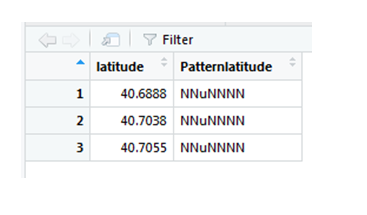 Filter
latitude Patternlatitude
1 40.6888 NNuNNNN
2 40.7038 NNuNNNN
3 40.7055 NNuNNNN